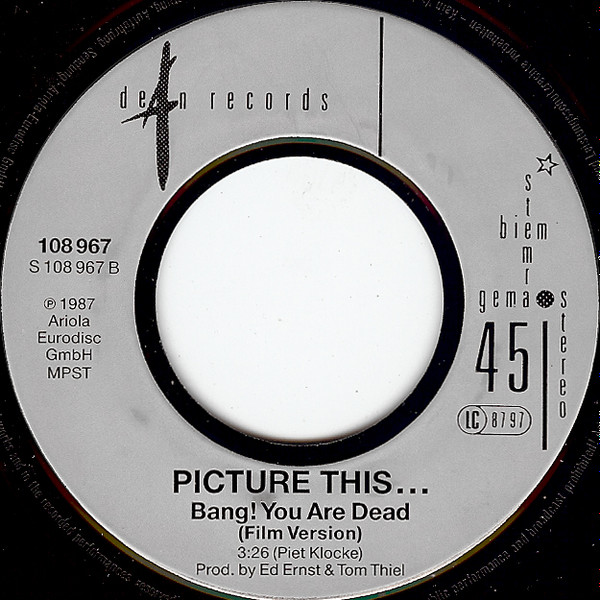 deAn records
stemra
biem
gema
stereo
45
LC 8797
108 967
S 108 967 B
℗ 1987
Ariola
Eurodisc
GmbH
MPST
PICTURE THIS...
Bang! You Are Dead
(Film Version)
3:26 (Piet Klocke)
Prod. by Ed Ernst & Tom Thiel